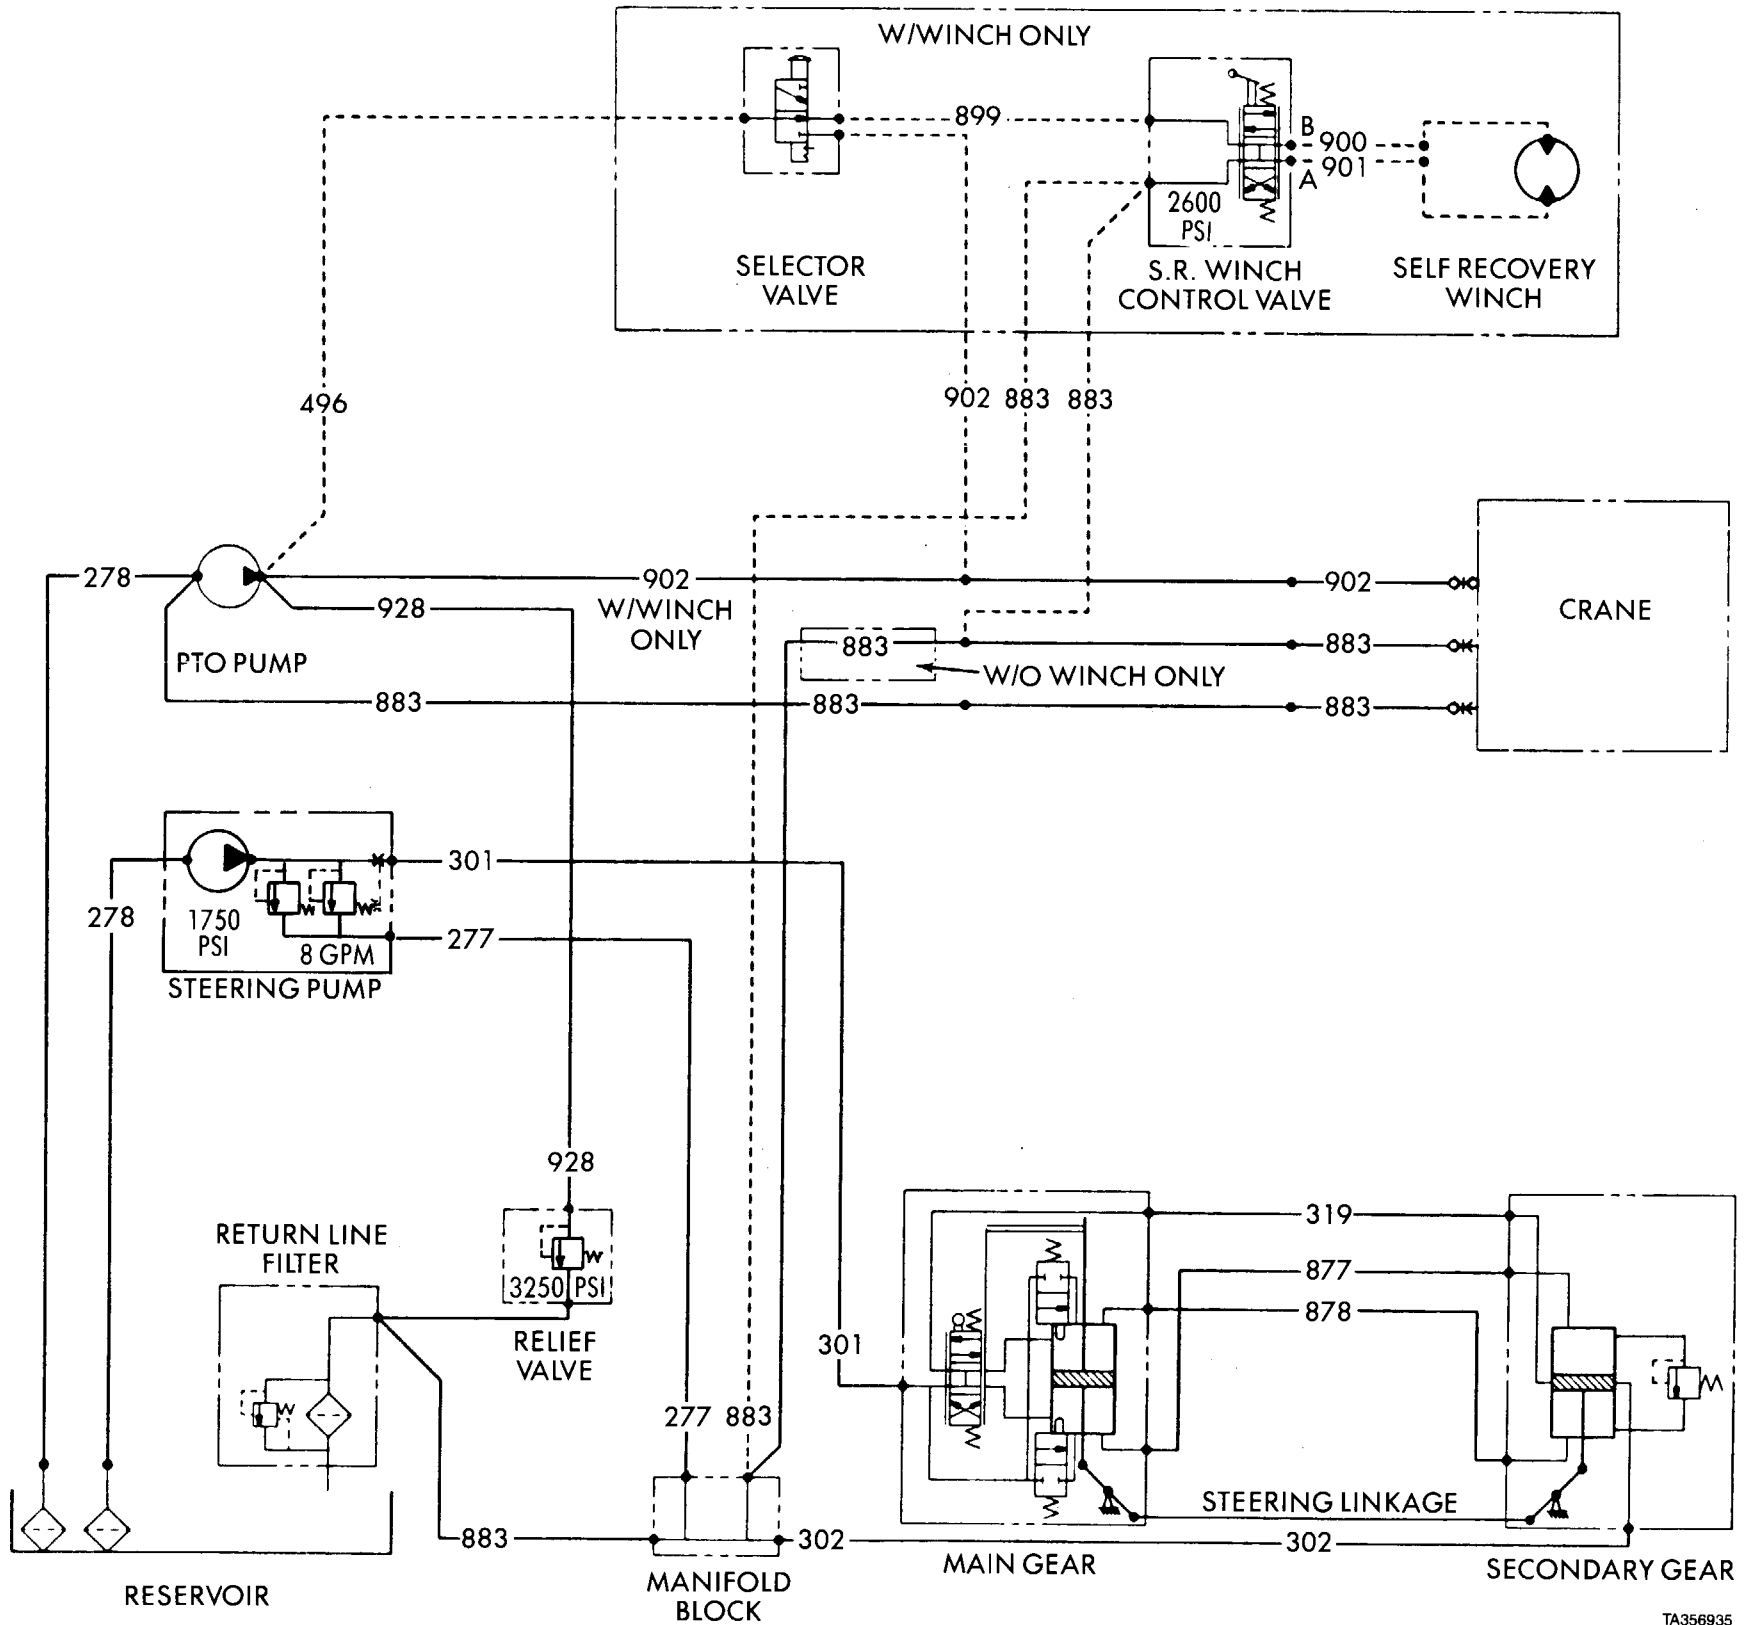 W/WINCH ONLY
899
B
900
901
A
2600
PSI
SELECTOR
VALVE
S.R. WINCH
CONTROL VALVE
SELF RECOVERY
WINCH
496
902
883
883
278
902
902
928
W/WINCH
ONLY
CRANE
PTO PUMP
883
883
W/O WINCH ONLY
883
883
883
301
278
1750
PSI
8 GPM
277
STEERING PUMP
928
RETURN LINE
FILTER
3250 PSI
RELIEF
VALVE
319
877
878
301
277
883
STEERING LINKAGE
883
302
302
MAIN GEAR
SECONDARY GEAR
RESERVOIR
MANIFOLD
BLOCK
TA356935